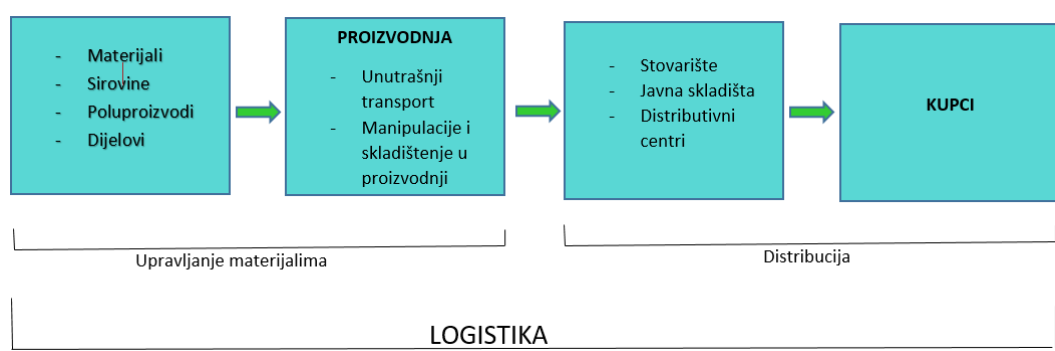 - Materijali
- Sirovine
- Poluproizvodi
- Dijelovi
PROIZVODNJA
- Unutrašnji
transport
- Manipulacije i
skladištenje u
proizvodnji
- Stovarište
- Javna skladišta
- Distributivni
centri
KUPCI
Upravljanje materijalima
Distribucija
LOGISTIKA